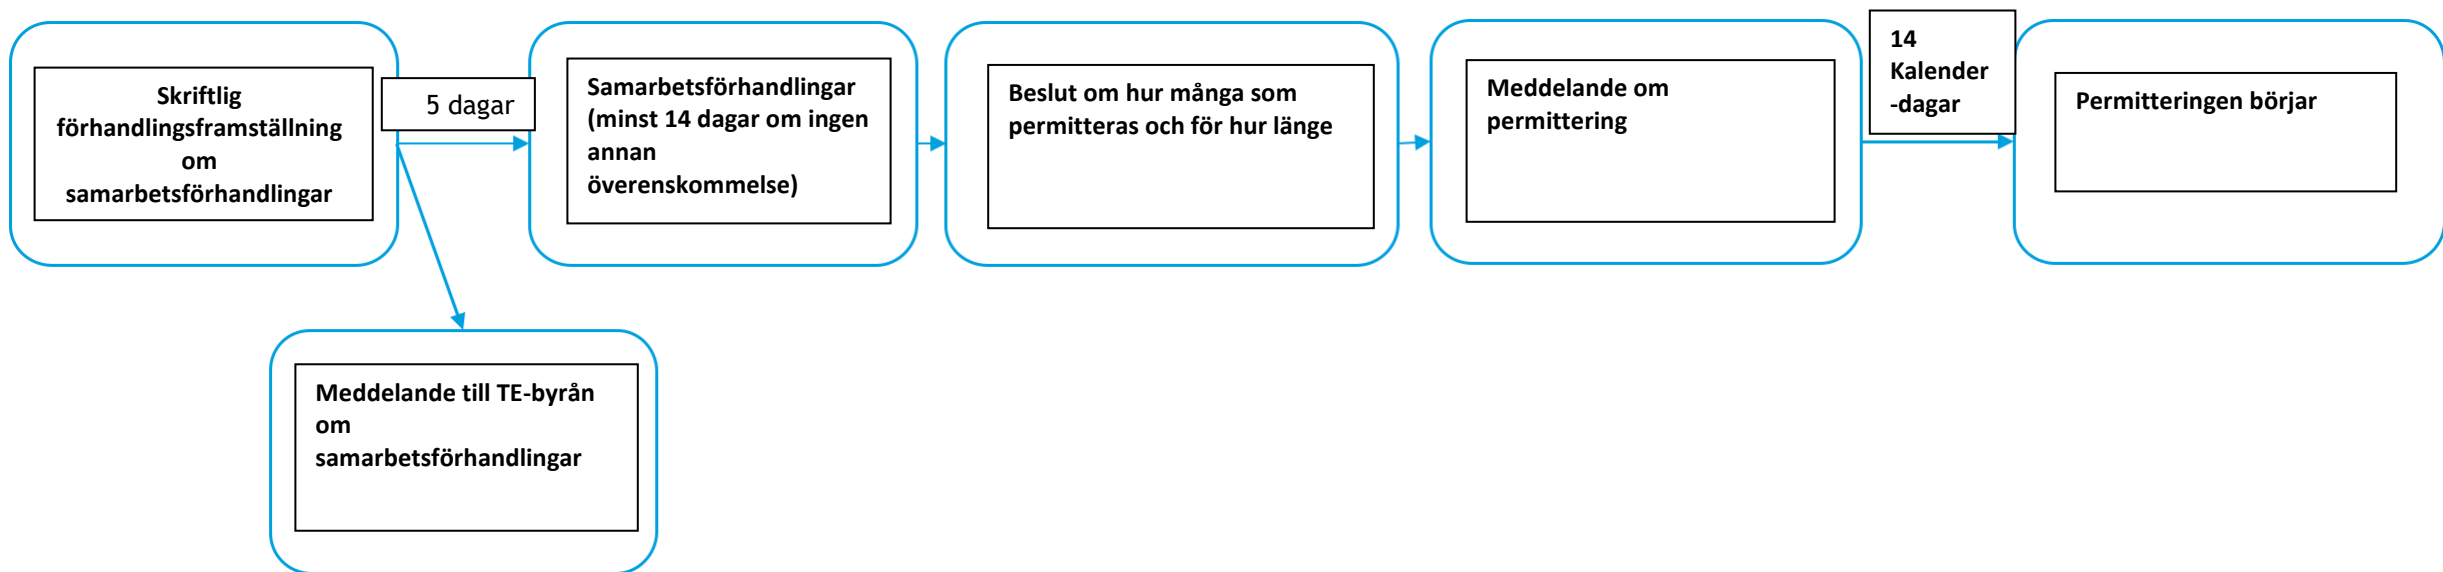 Skriftlig
förhandlingsframställning
om
samarbetsförhandlingar
5 dagar
Samarbetsförhandlingar
(minst 14 dagar om ingen
annan
överenskommelse)
Beslut om hur många som
permitteras och för hur länge
Meddelande om
permittering
14
Kalender
-dagar
Permitteringen börjar
Meddelande till TE-byrån
om
samarbetsförhandlingar